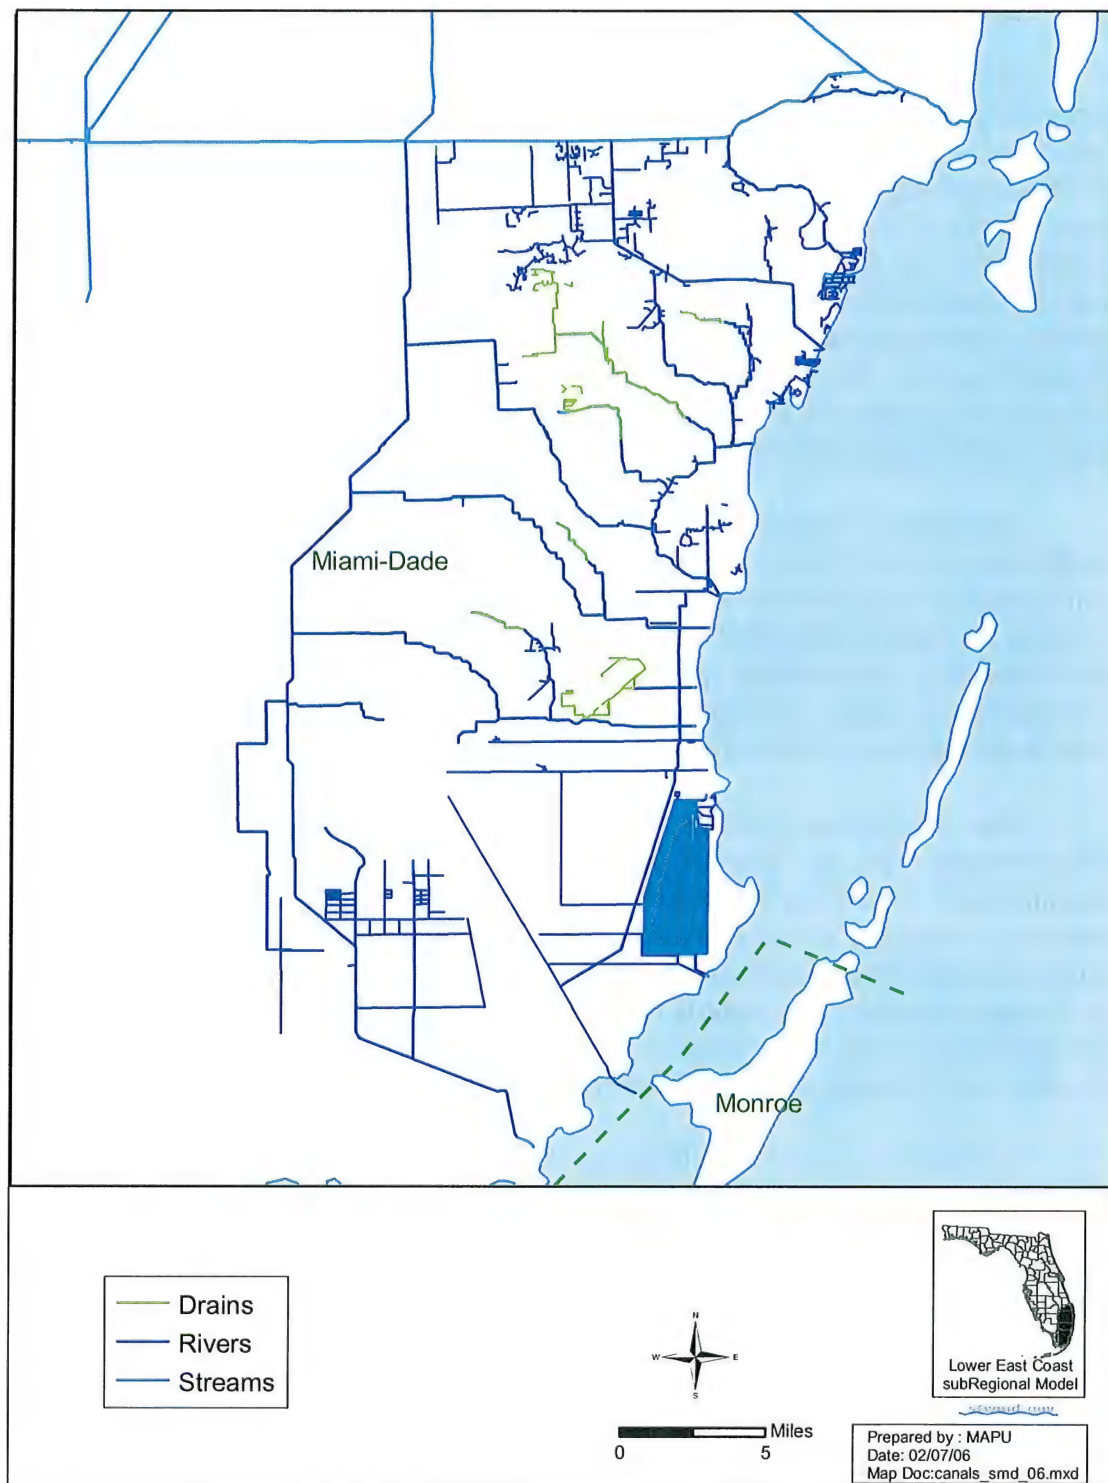 Miami-Dade
Monroe
Drains
Rivers
Streams
N
W
E
S
Miles
0
5
Lower East Coast
subRegional Model
Prepared by : MAPU
Date: 02/07/06
Map Doc:canals_smd_06.mxd